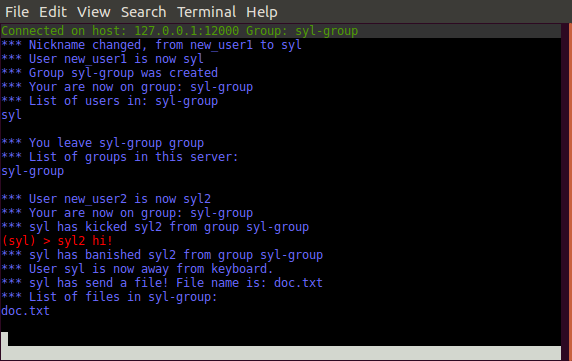 File Edit View Search Terminal Help
Connected on host: 127.0.0.1:12000 Group: syl-group
*** Nickname changed, from new_user1 to syl
*** User new_user1 is now syl
*** Group syl-group was created
*** Your are now on group: syl-group
*** List of users in: syl-group
syl
*** You leave syl-group group
*** List of groups in this server:
syl-group
*** User new_user2 is now syl2
*** Your are now on group: syl-group
*** syl has kicked syl2 from group syl-group
(syl) > syl2 hi!
*** syl has banished syl2 from group syl-group
*** User syl is now away from keyboard.
*** syl has send a file! File name is: doc.txt
*** List of files in syl-group:
doc.txt